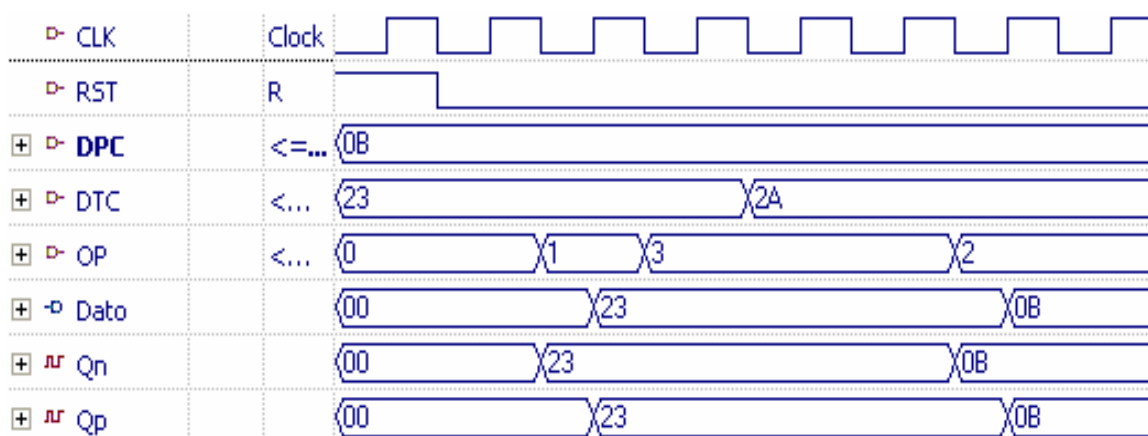 CLK Clock
RST R
DPC <=... 0B
DTC <... 23 2A
OP <... 0 1 3 2
Dato 00 23 0B
Qn 00 23 0B
Qp 00 23 0B